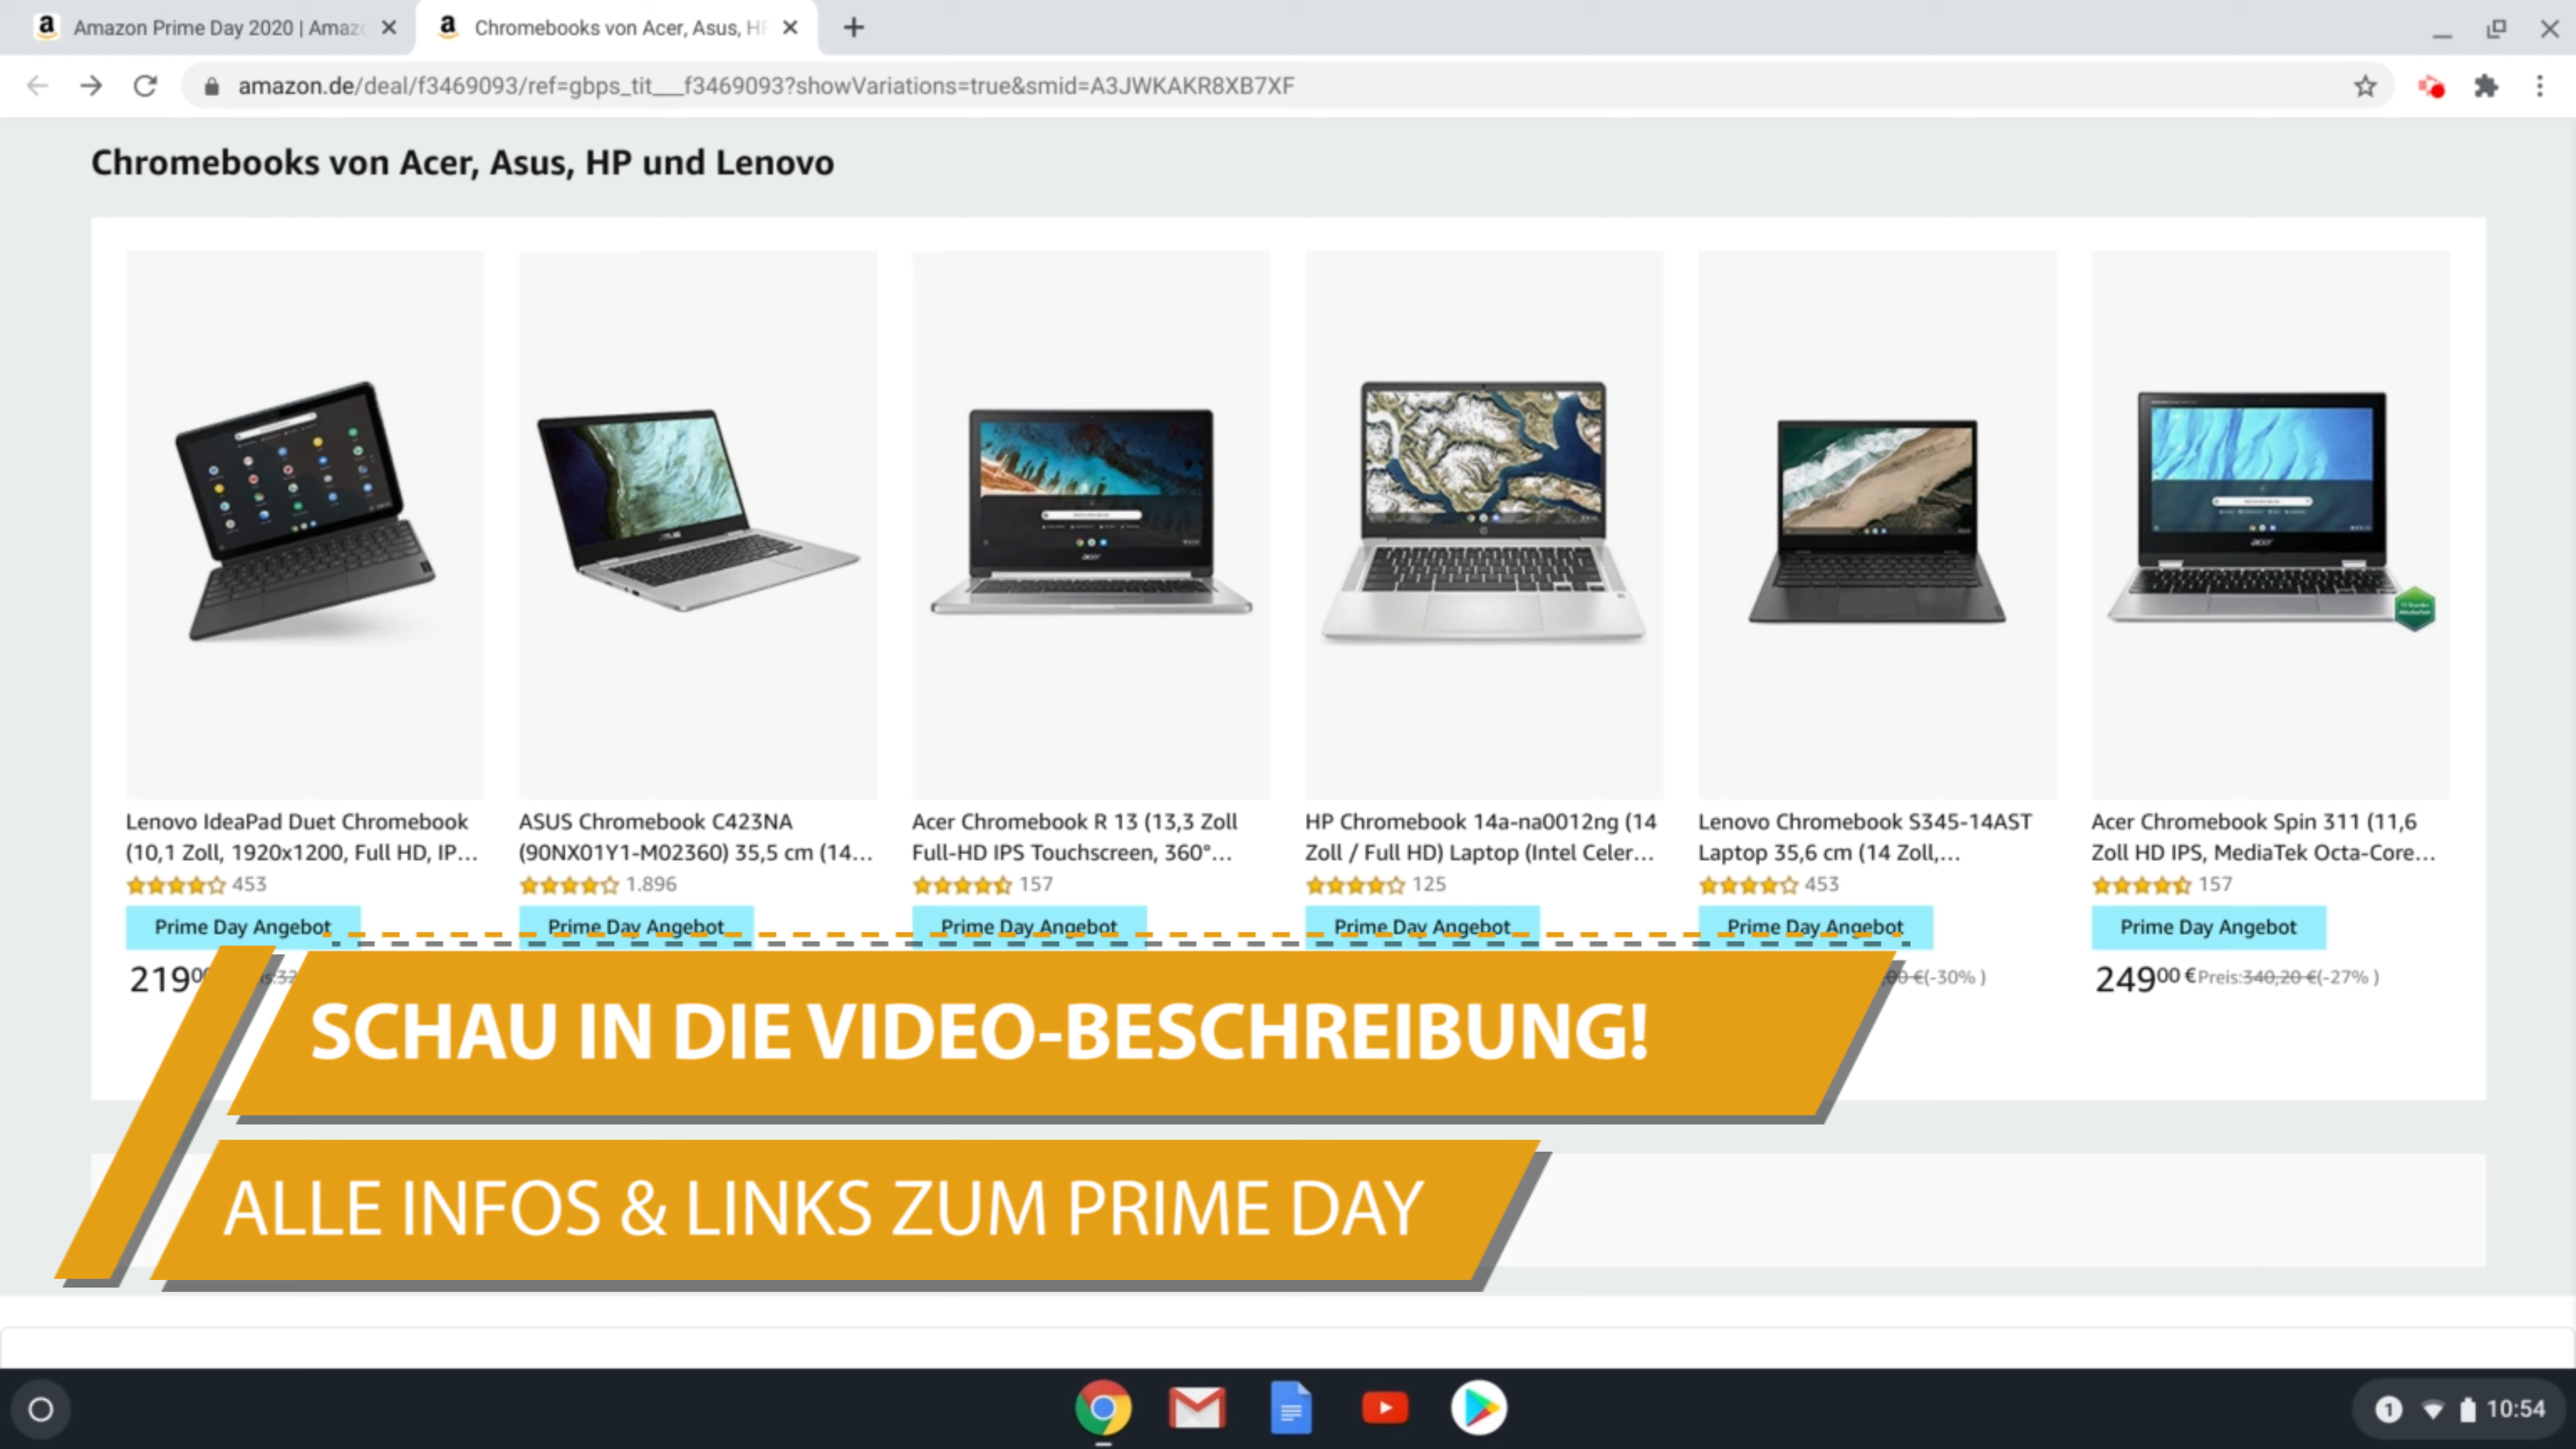 Amazon Prime Day 2020 | Amaz
Chromebooks von Acer, Asus, HP
amazon.de/deal/f3469093/ref=gbps_tit___f3469093?showVariations=true&smid=A3JWKAKR8XB7XF
Chromebooks von Acer, Asus, HP und Lenovo
Lenovo IdeaPad Duet Chromebook
(10,1 Zoll, 1920x1200, Full HD, IP...
453
Prime Day Angebot
219
ASUS Chromebook C423NA
(90NX01Y1-M02360) 35,5 cm (14...
1.896
Prime Day Angebot
Acer Chromebook R 13 (13,3 Zoll
Full-HD IPS Touchscreen, 360°...
157
Prime Day Angebot
HP Chromebook 14a-na0012ng (14
Zoll / Full HD) Laptop (Intel Celer...
125
Prime Day Angebot
Lenovo Chromebook S345-14AST
Laptop 35,6 cm (14 Zoll,...
453
Prime Day Angebot
€(-30% )
Acer Chromebook Spin 311 (11,6
Zoll HD IPS, MediaTek Octa-Core...
157
Prime Day Angebot
24900 € Preis: 340,20 €(-27% )
SCHAU IN DIE VIDEO-BESCHREIBUNG!
ALLE INFOS & LINKS ZUM PRIME DAY
1
10:54